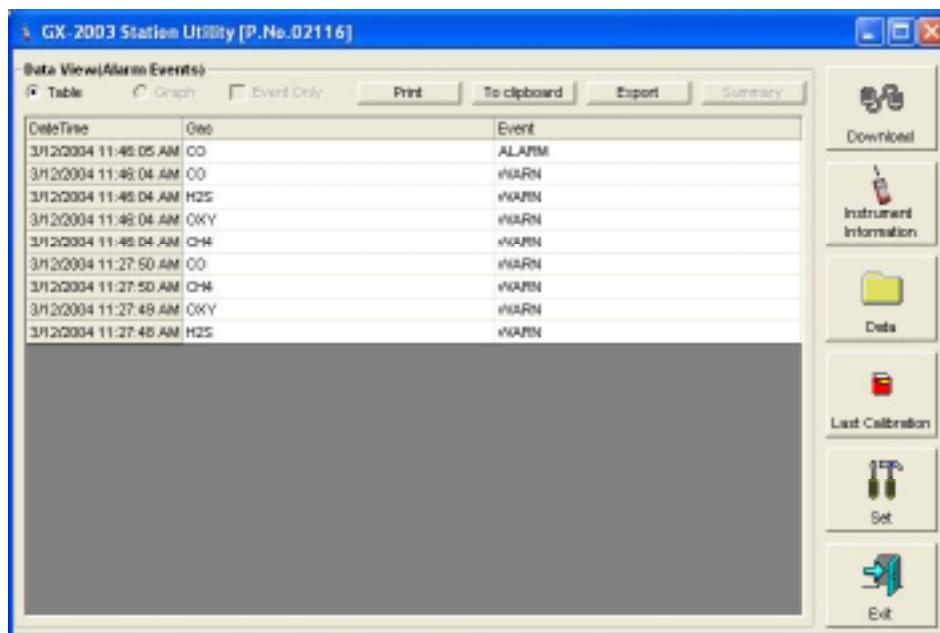 GX-2003 Station Utility [P.No.02116]
Data View(Alarm Events)
Table Graph Event Only Print To clipboard Export Summary
DateTime Gas Event
3/12/2004 11:46:05 AM CO ALARM
3/12/2004 11:46:04 AM CO WARN
3/12/2004 11:46:04 AM H2S WARN
3/12/2004 11:46:04 AM OXY WARN
3/12/2004 11:46:04 AM CH4 WARN
3/12/2004 11:27:50 AM CO WARN
3/12/2004 11:27:50 AM CH4 WARN
3/12/2004 11:27:49 AM OXY WARN
3/12/2004 11:27:48 AM H2S WARN
Download
Instrument
Information
Data
Last Calibration
Set
Exit